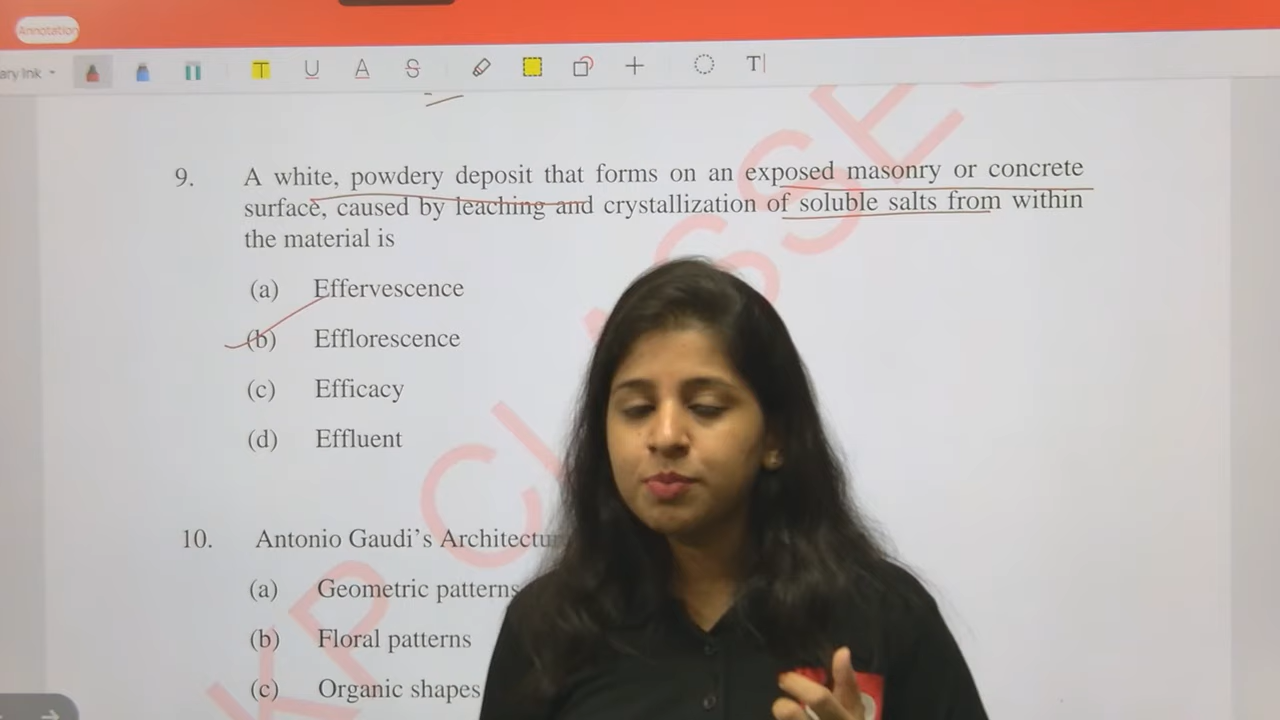 Annotation
ary Ink
T U A S T
9. A white, powdery deposit that forms on an exposed masonry or concrete
surface, caused by leaching and crystallization of soluble salts from within
the material is
(a) Effervescence
(b) Efflorescence
(c) Efficacy
(d) Effluent
10. Antonio Gaudi's Architectu
(a) Geometric patterns
(b) Floral patterns
(c) Organic shapes
KP CLASSES